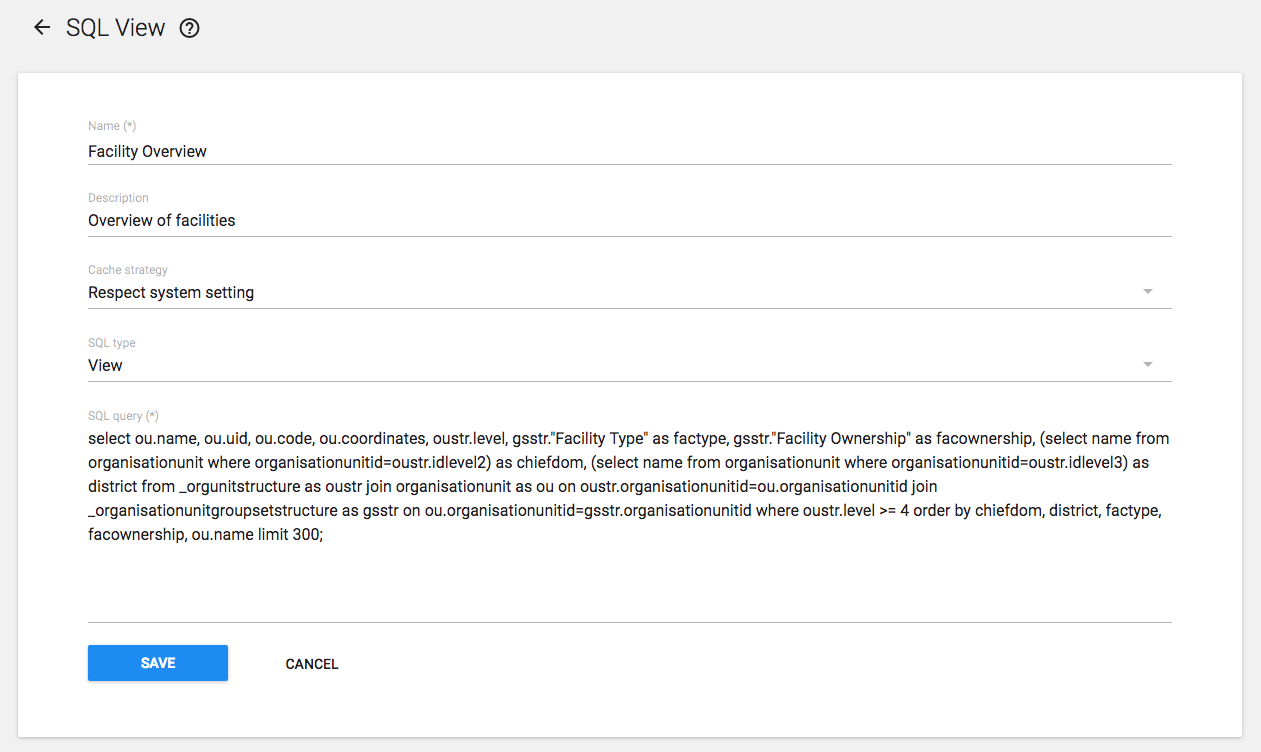 SQL View
Name (*)
Facility Overview
Description
Overview of facilities
Cache strategy
Respect system setting
SQL type
View
SQL query (*)
select ou.name, ou.uid, ou.code, ou.coordinates, oustr.level, gsstr."Facility Type" as factype, gsstr."Facility Ownership" as facownership, (select name from
organisationunit where organisationunitid=oustr.idlevel2) as chiefdom, (select name from organisationunit where organisationunitid=oustr.idlevel3) as
district from _orgunitstructure as oustr join organisationunit as ou on oustr.organisationunitid=ou.organisationunitid join
_organisationunitgroupsetstructure as gsstr on ou.organisationunitid=gsstr.organisationunitid where oustr.level >= 4 order by chiefdom, district, factype,
facownership, ou.name limit 300;
SAVE CANCEL